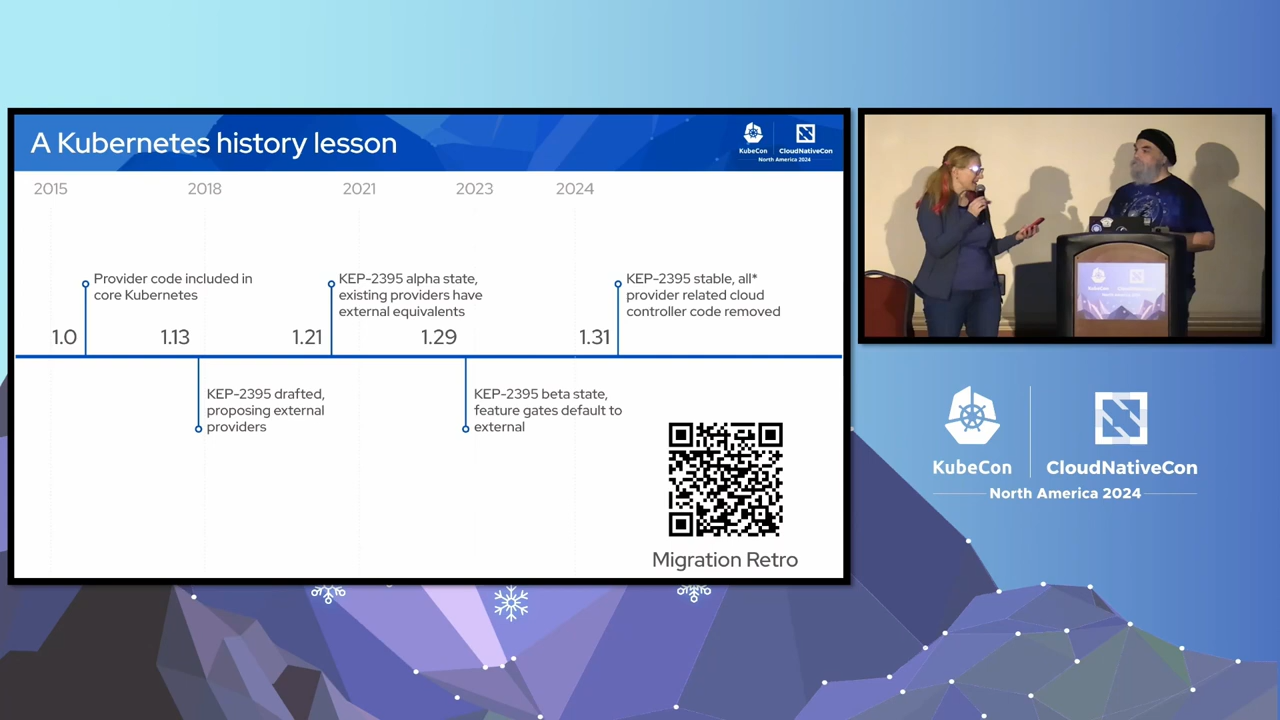 A Kubernetes history lesson
KubeCon
CloudNativeCon
North America 2024
2015
2018
2021
2023
2024
Provider code included in
core Kubernetes
KEP-2395 alpha state,
existing providers have
external equivalents
KEP-2395 stable, all*
provider related cloud
controller code removed
1.0
1.13
1.21
1.29
1.31
KEP-2395 drafted,
proposing external
providers
KEP-2395 beta state,
feature gates default to
external
Migration Retro
KubeCon
CloudNativeCon
KubeCon
CloudNativeCon
North America 2024